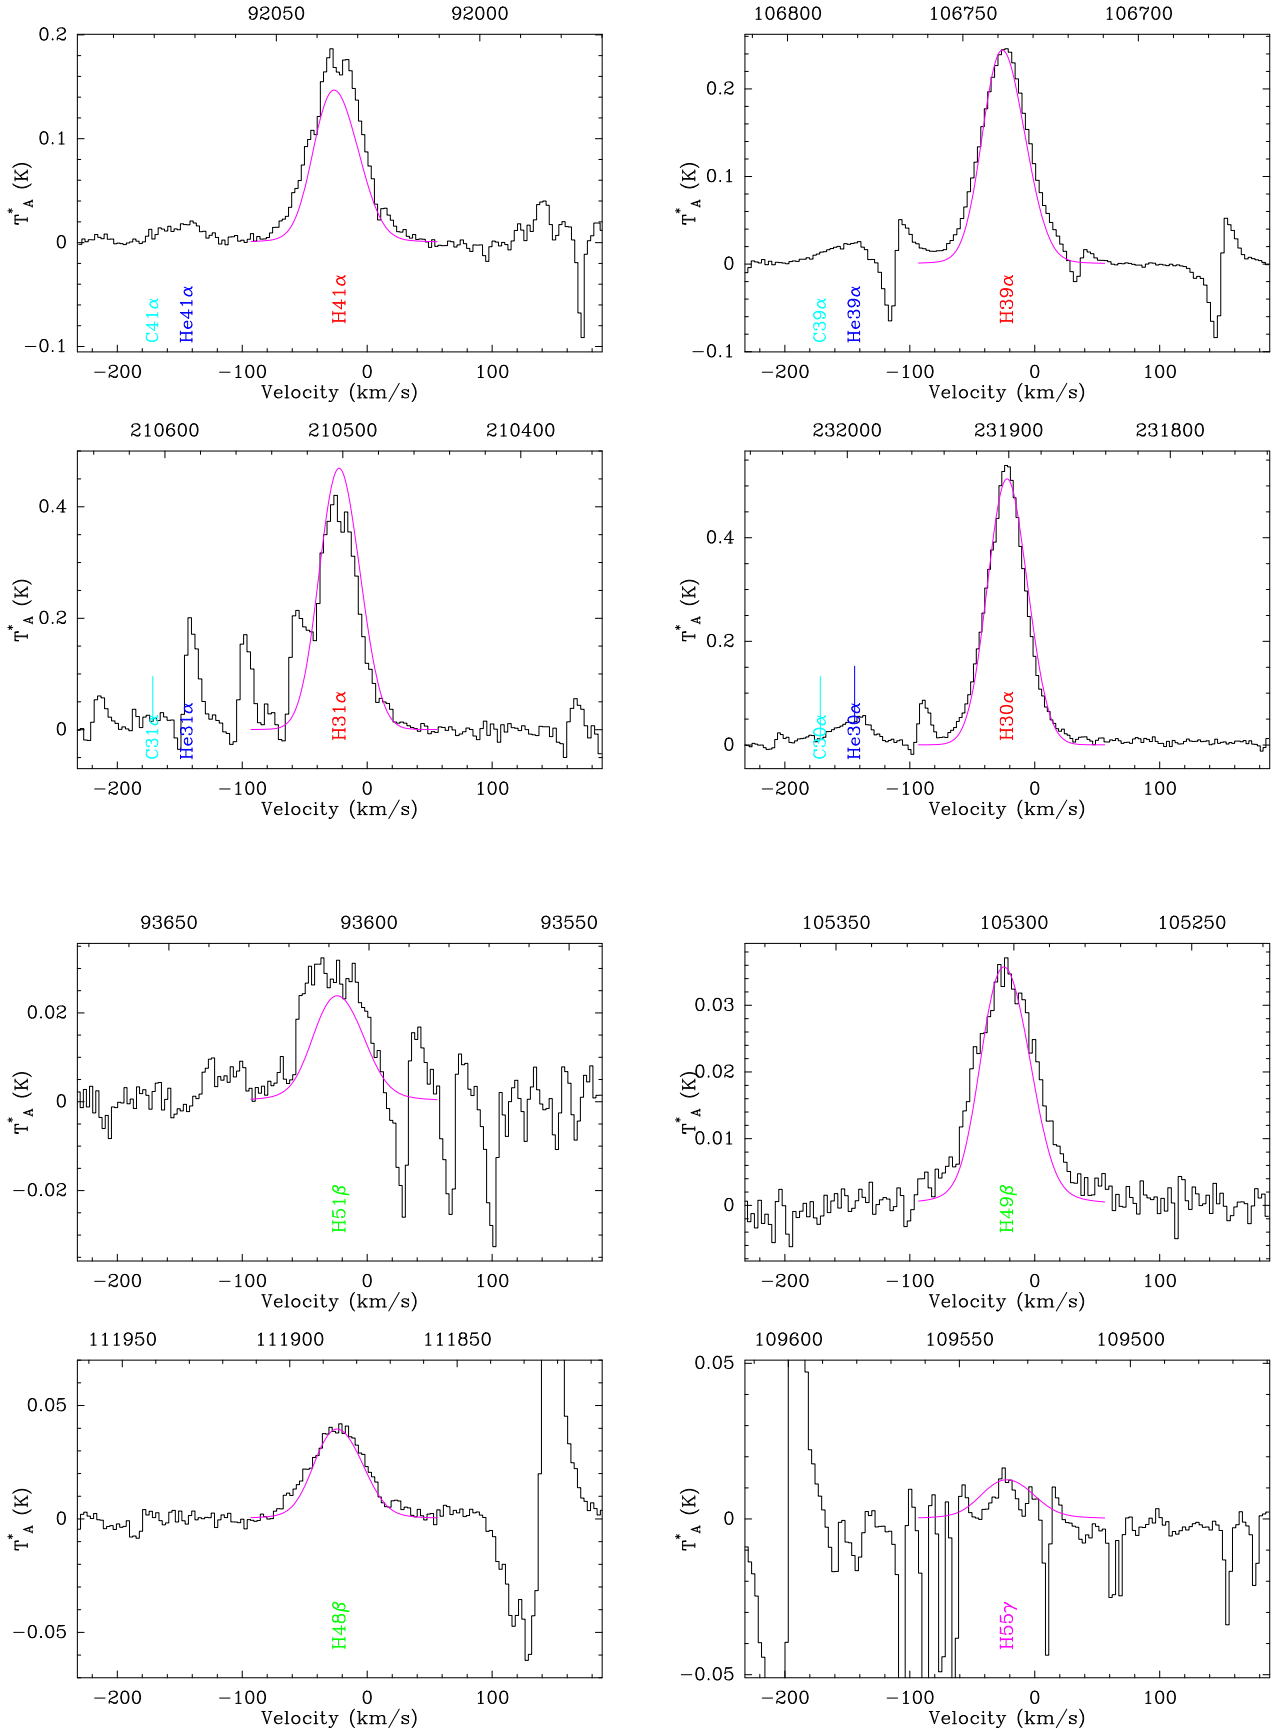 92050 92000
0.2
0.1
0
−0.1
T*A (K)
C41α
He41α
H41α
−200 −100 0 100
Velocity (km/s)
106800 106750 106700
0.2
0.1
0
−0.1
T*A (K)
C39α
He39α
H39α
−200 −100 0 100
Velocity (km/s)
210600 210500 210400
0.4
0.2
0
T*A (K)
C31α
He31α
H31α
−200 −100 0 100
Velocity (km/s)
232000 231900 231800
0.4
0.2
0
T*A (K)
C30α
He30α
H30α
−200 −100 0 100
Velocity (km/s)
93650 93600 93550
0.02
0
−0.02
T*A (K)
H51β
−200 −100 0 100
Velocity (km/s)
105350 105300 105250
0.03
0.02
0.01
0
T*A (K)
H49β
−200 −100 0 100
Velocity (km/s)
111950 111900 111850
0.05
0
−0.05
T*A (K)
H48β
−200 −100 0 100
Velocity (km/s)
109600 109550 109500
0.05
0
−0.05
T*A (K)
H55γ
−200 −100 0 100
Velocity (km/s)